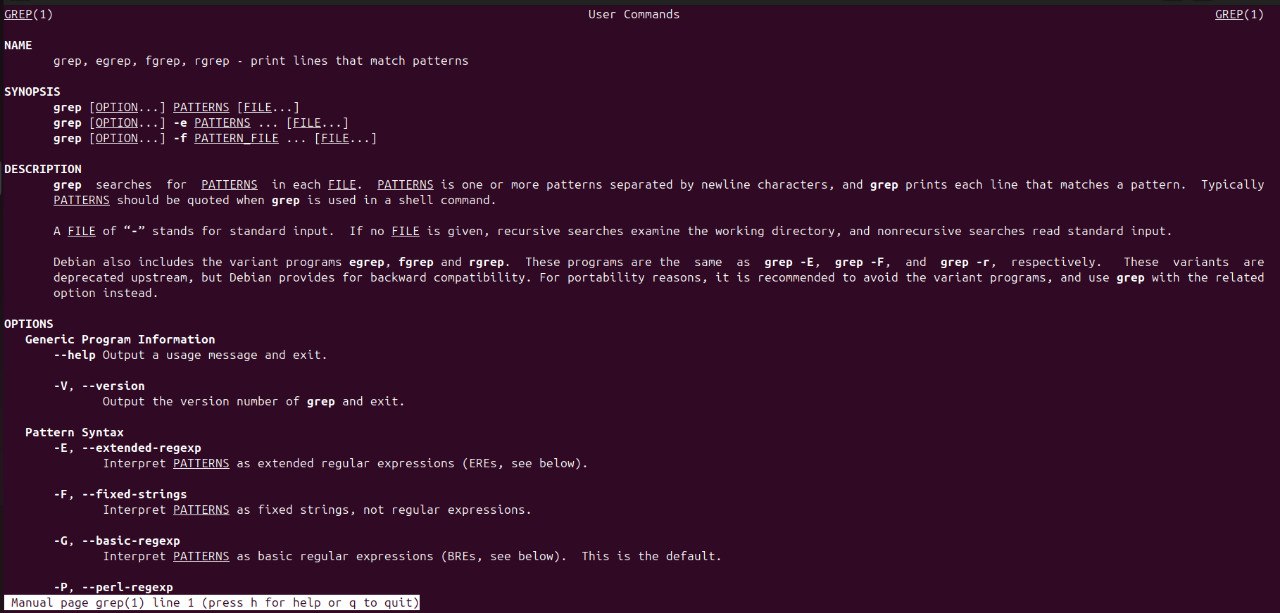 GREP(1) User Commands GREP(1)
NAME
grep, egrep, fgrep, rgrep - print lines that match patterns
SYNOPSIS
grep [OPTION...] PATTERNS [FILE...]
grep [OPTION...] -e PATTERNS ... [FILE...]
grep [OPTION...] -f PATTERN_FILE ... [FILE...]
DESCRIPTION
grep searches for PATTERNS in each FILE. PATTERNS is one or more patterns separated by newline characters, and grep prints each line that matches a pattern. Typically
PATTERNS should be quoted when grep is used in a shell command.
A FILE of “-” stands for standard input. If no FILE is given, recursive searches examine the working directory, and nonrecursive searches read standard input.
Debian also includes the variant programs egrep, fgrep and rgrep. These programs are the same as grep -E, grep -F, and grep -r, respectively. These variants are
deprecated upstream, but Debian provides for backward compatibility. For portability reasons, it is recommended to avoid the variant programs, and use grep with the related
option instead.
OPTIONS
Generic Program Information
--help Output a usage message and exit.
-V, --version
Output the version number of grep and exit.
Pattern Syntax
-E, --extended-regexp
Interpret PATTERNS as extended regular expressions (EREs, see below).
-F, --fixed-strings
Interpret PATTERNS as fixed strings, not regular expressions.
-G, --basic-regexp
Interpret PATTERNS as basic regular expressions (BREs, see below). This is the default.
-P, --perl-regexp
Manual page grep(1) line 1 (press h for help or q to quit)